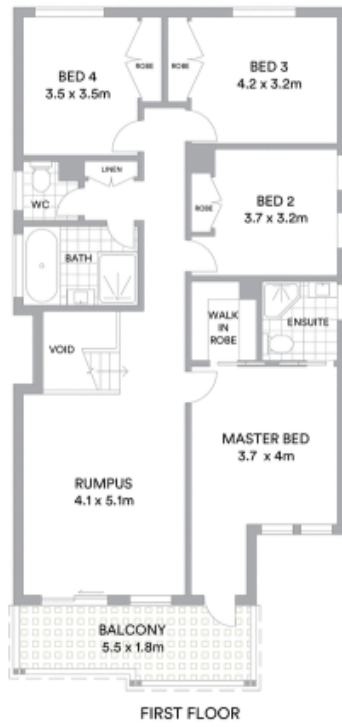 BED 4
3.5 x 3.5m
ROBE
ROBE
BED 3
4.2 x 3.2m
LINEN
WC
BED 2
3.7 x 3.2m
ROBE
BATH
WALK
IN
ROBE
ENSUITE
VOID
MASTER BED
3.7 x 4m
RUMPUS
4.1 x 5.1m
BALCONY
5.5 x 1.8m
FIRST FLOOR